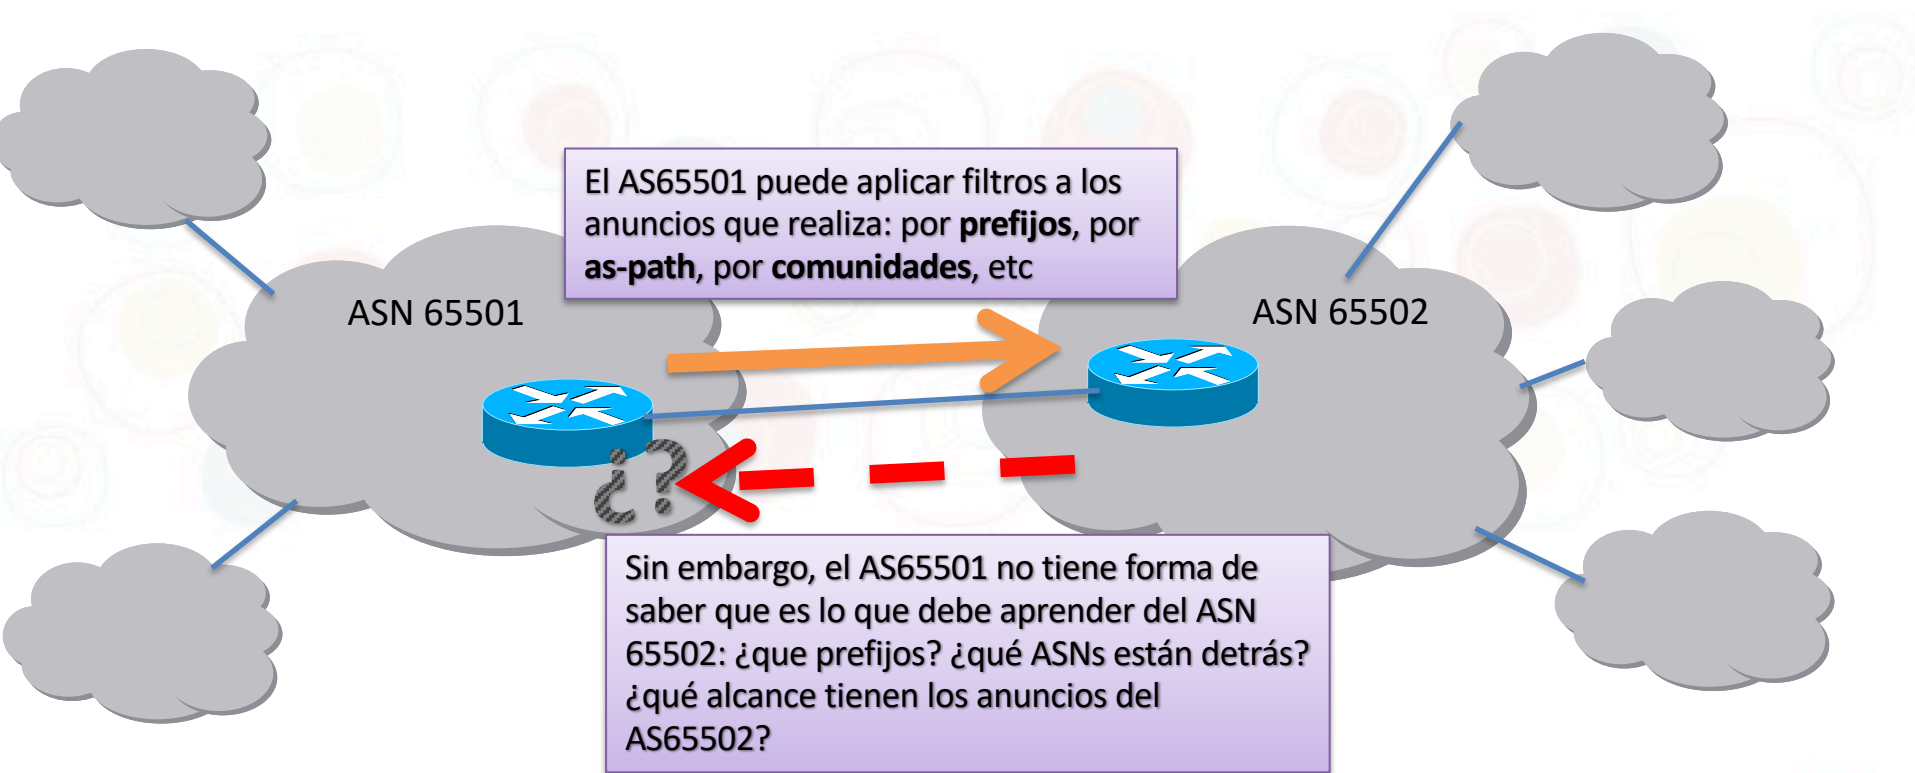 El AS65501 puede aplicar filtros a los
anuncios que realiza: por prefijos, por
as-path, por comunidades, etc
ASN 65501
ASN 65502
¿?
Sin embargo, el AS65501 no tiene forma de
saber que es lo que debe aprender del ASN
65502: ¿que prefijos? ¿qué ASNs están detrás?
¿qué alcance tienen los anuncios del
AS65502?